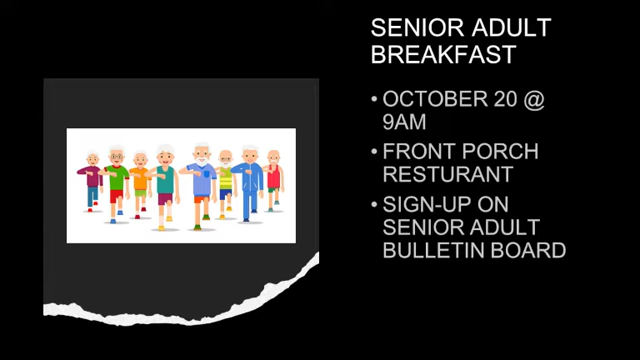 SENIOR ADULT
BREAKFAST
• OCTOBER 20 @
9AM
• FRONT PORCH
RESTURANT
• SIGN-UP ON
SENIOR ADULT
BULLETIN BOARD